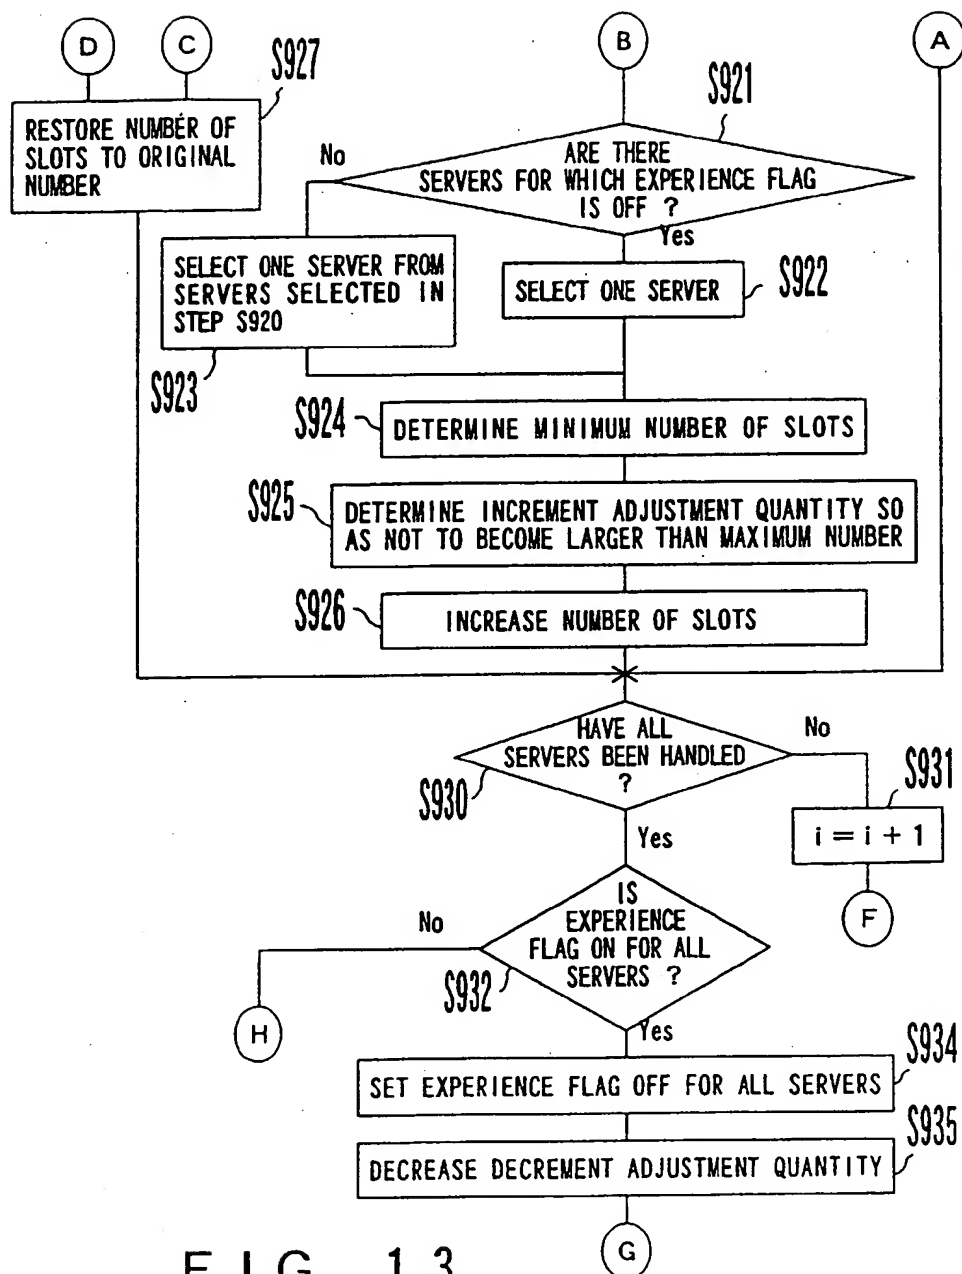 D
C
B
A
S927
S921
RESTORE NUMBER OF
SLOTS TO ORIGINAL
NUMBER
No
ARE THERE
SERVERS FOR WHICH EXPERIENCE FLAG
IS OFF ?
Yes
SELECT ONE SERVER FROM
SERVERS SELECTED IN
STEP S920
SELECT ONE SERVER
S922
S923
S924
DETERMINE MINIMUM NUMBER OF SLOTS
S925
DETERMINE INCREMENT ADJUSTMENT QUANTITY SO
AS NOT TO BECOME LARGER THAN MAXIMUM NUMBER
S926
INCREASE NUMBER OF SLOTS
HAVE ALL
SERVERS BEEN HANDLED
?
No
S930
S931
i = i + 1
Yes
F
IS
EXPERIENCE
FLAG ON FOR ALL
SERVERS ?
No
S932
H
Yes
S934
SET EXPERIENCE FLAG OFF FOR ALL SERVERS
S935
DECREASE DECREMENT ADJUSTMENT QUANTITY
G
FIG. 13